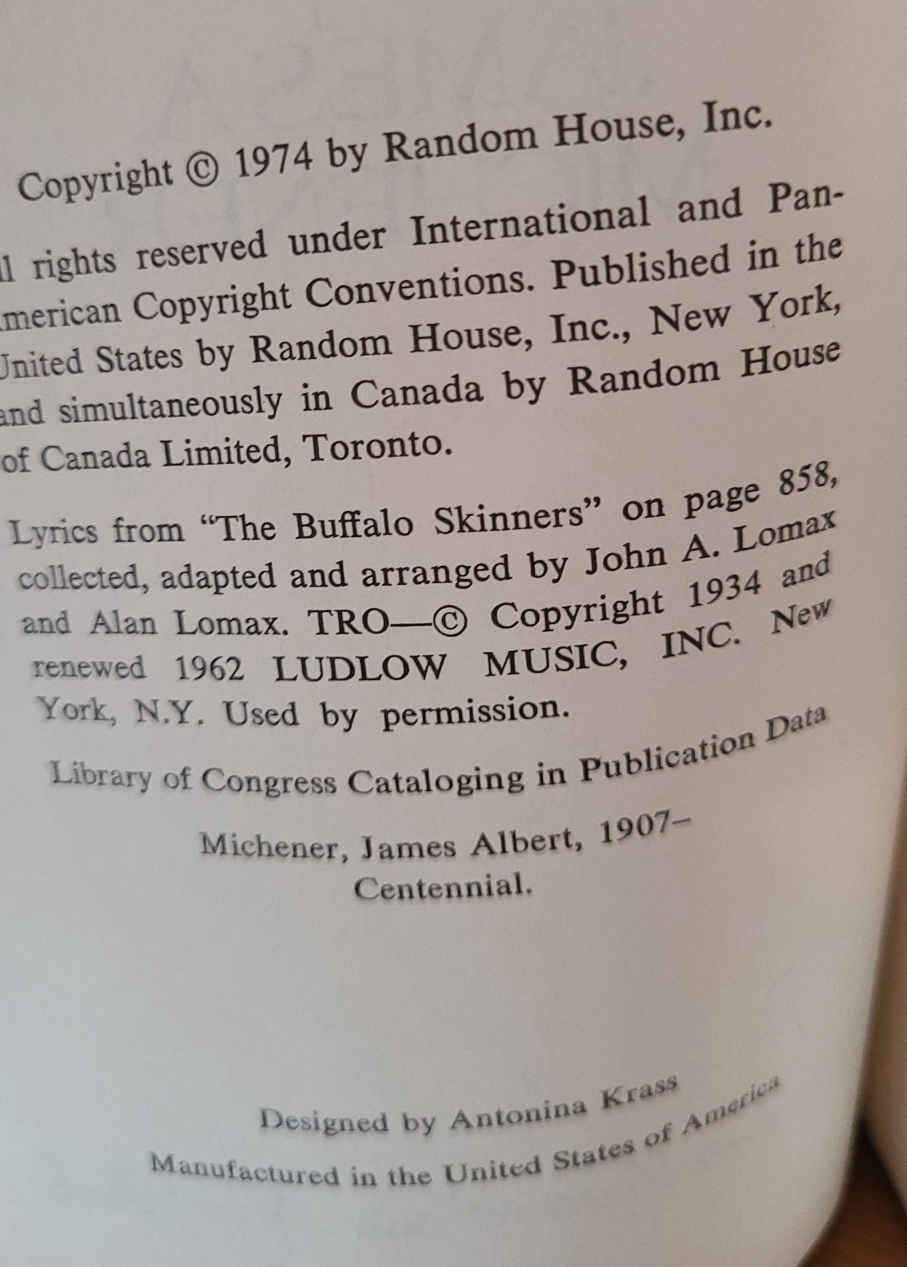 Copyright © 1974 by Random House, Inc.
ll rights reserved under International and Pan-
merican Copyright Conventions. Published in the
United States by Random House, Inc., New York,
and simultaneously in Canada by Random House
of Canada Limited, Toronto.
Lyrics from “The Buffalo Skinners” on page 858,
collected, adapted and arranged by John A. Lomax
and Alan Lomax. TRO—© Copyright 1934 and
renewed 1962 LUDLOW MUSIC, INC. New
York, N.Y. Used by permission.
Library of Congress Cataloging in Publication Data
Michener, James Albert, 1907–
Centennial.
Designed by Antonina Krass
Manufactured in the United States of America